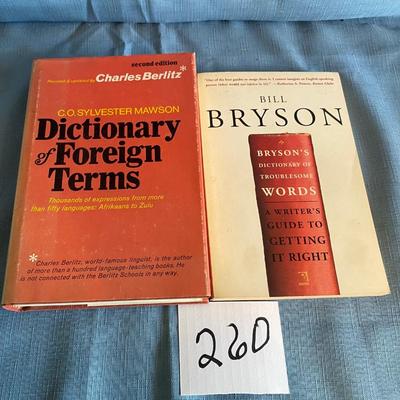 second edition
Revised & updated by Charles Berlitz*
C.O. SYLVESTER MAWSON
Dictionary
of Foreign
Terms
Thousands of expressions from more
than fifty languages: Afrikaans to Zulu
*Charles Berlitz, world-famous linguist, is the author
of more than a hundred language-teaching books. He
is not connected with the Berlitz Schools in any way.
BILL
BRYSON
BRYSON'S
DICTIONARY OF
TROUBLESOME
WORDS
A WRITER'S
GUIDE TO
GETTING
IT RIGHT
260